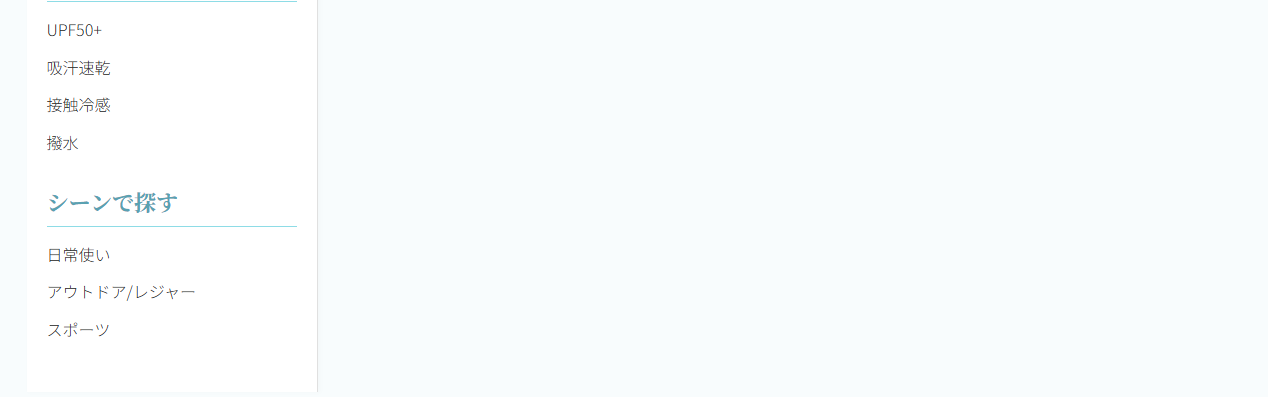 UPF50+
吸汗速乾
接触冷感
撥水
シーンで探す
日常使い
アウトドア/レジャー
スポーツ